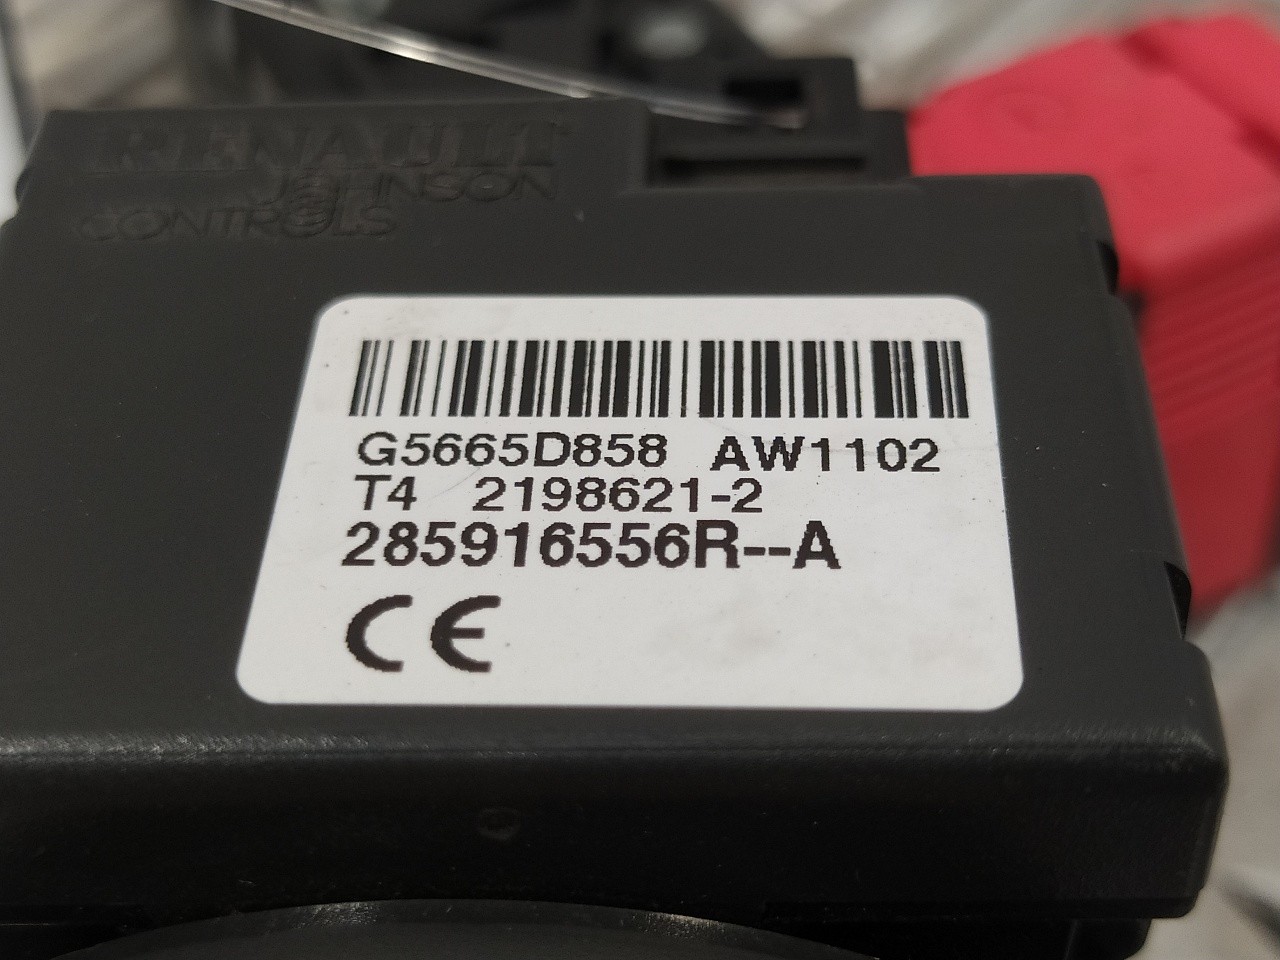 RENAULT
JOHNSON
CONTROLS
G5665D858 AW1102
T4 2198621-2
285916556R--A
CE